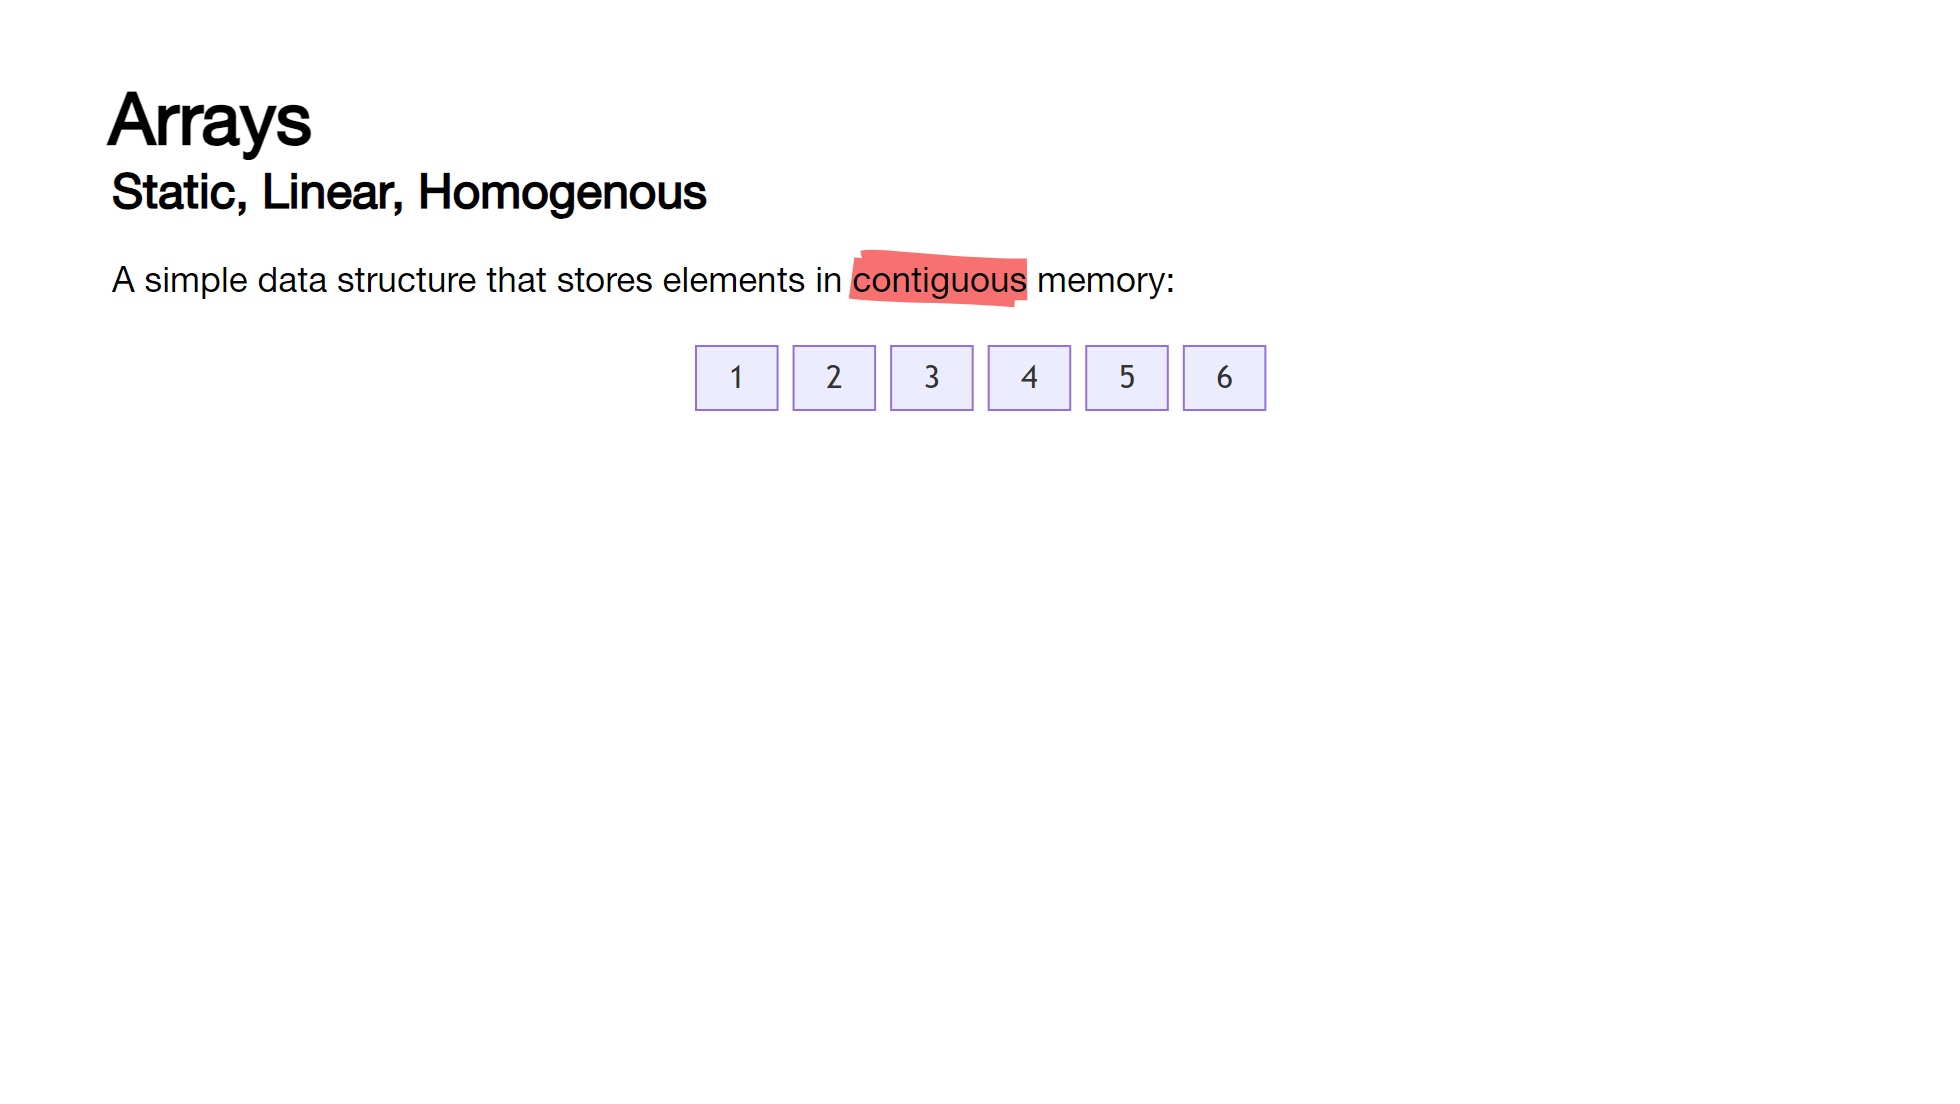 Arrays
Static, Linear, Homogenous
A simple data structure that stores elements in contiguous memory:
1 2 3 4 5 6